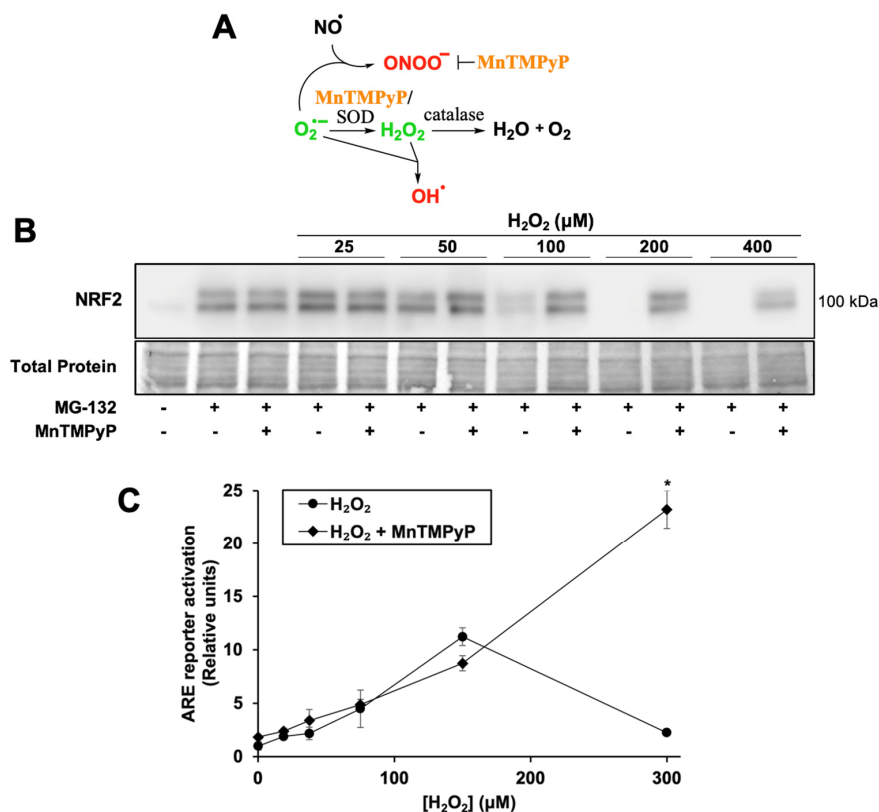 A
NO•
ONOO⁻ ⊢ MnTMPyP
MnTMPyP/
O₂•⁻ SOD H₂O₂ catalase H₂O + O₂
OH•
B
H₂O₂ (μM)
25 50 100 200 400
NRF2 100 kDa
Total Protein
MG-132 - + + + + + + + + + + + +
MnTMPyP - - + - + - + - + - + - +
C
25
20
15
10
5
0
ARE reporter activation
(Relative units)
H₂O₂
H₂O₂ + MnTMPyP
*
0 100 200 300
[H₂O₂] (μM)